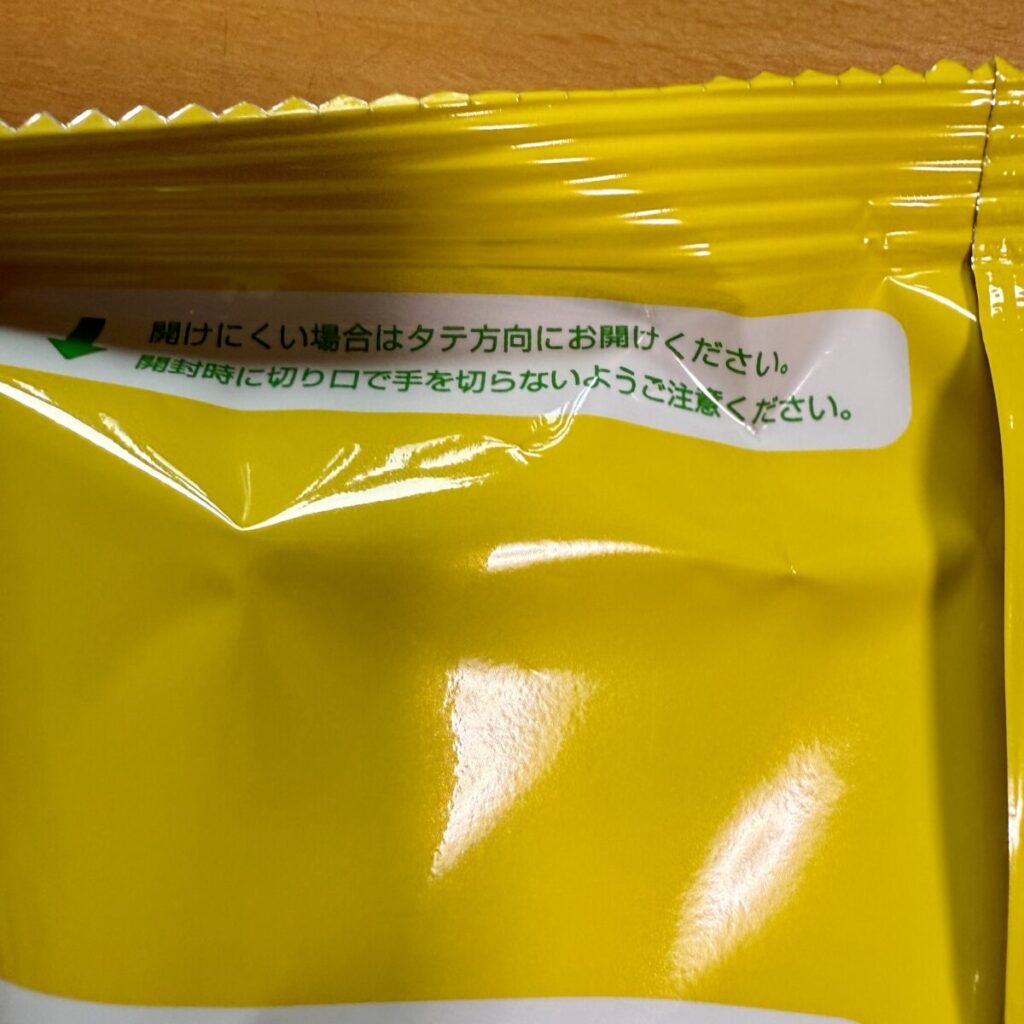 開けにくい場合はタテ方向にお開けください。
開封時に切り口で手を切らないようご注意ください。